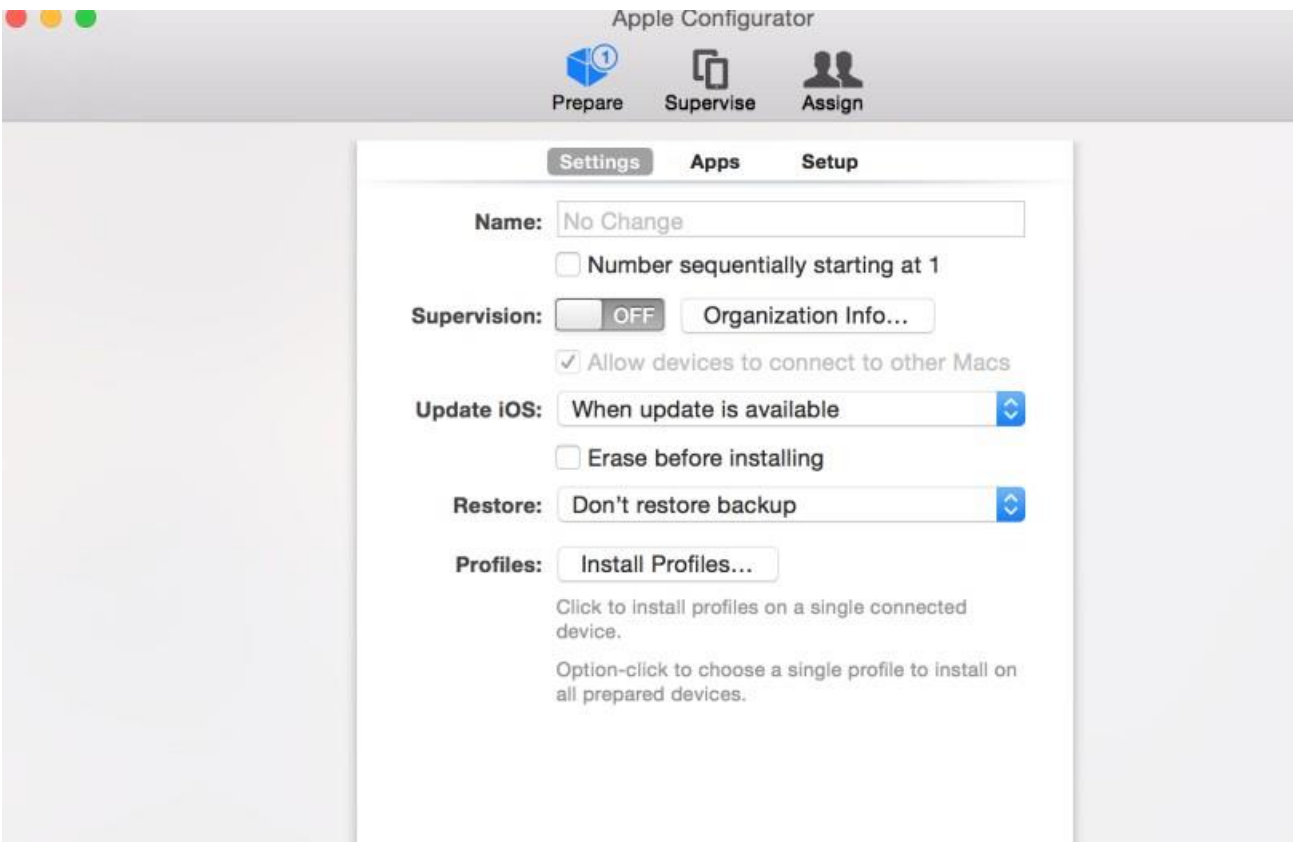 Apple Configurator
1
Prepare Supervise Assign
Settings Apps Setup
Name: No Change
Number sequentially starting at 1
Supervision: OFF Organization Info...
Allow devices to connect to other Macs
Update iOS: When update is available
Erase before installing
Restore: Don't restore backup
Profiles: Install Profiles...
Click to install profiles on a single connected
device.
Option-click to choose a single profile to install on
all prepared devices.